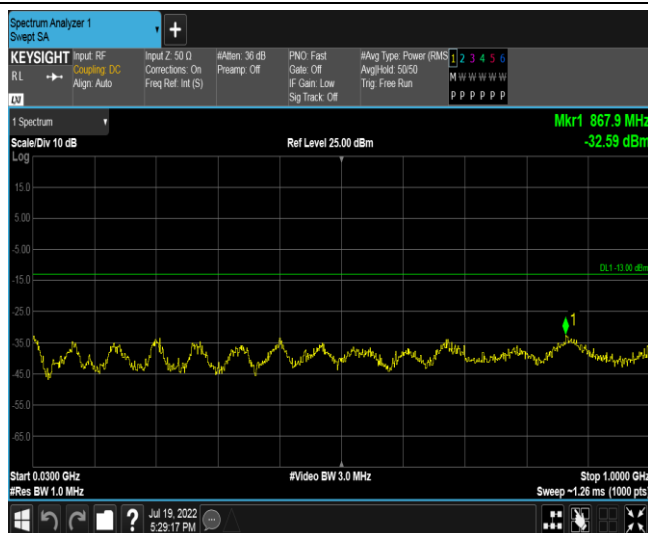 Spectrum Analyzer 1
Swept SA
+
KEYSIGHT
RL
Input: RF
Coupling: DC
Align: Auto
Input Z: 50 Ω
Corrections: On
Freq Ref: Int (S)
#Atten: 36 dB
Preamp: Off
PNO: Fast
Gate: Off
IF Gain: Low
Sig Track: Off
#Avg Type: Power (RMS
Avg|Hold: 50/50
Trig: Free Run
1 2 3 4 5 6
M W W W W W
P P P P P P
1 Spectrum
Scale/Div 10 dB
Ref Level 25.00 dBm
Mkr1 867.9 MHz
-32.59 dBm
Log
15.0
5.00
-5.00
-15.0
-25.0
-35.0
-45.0
-55.0
-65.0
DL1 -13.00 dBm
1
Start 0.0300 GHz
#Res BW 1.0 MHz
#Video BW 3.0 MHz
Stop 1.0000 GHz
Sweep ~1.26 ms (1000 pts)
?
Jul 19, 2022
5:29:17 PM